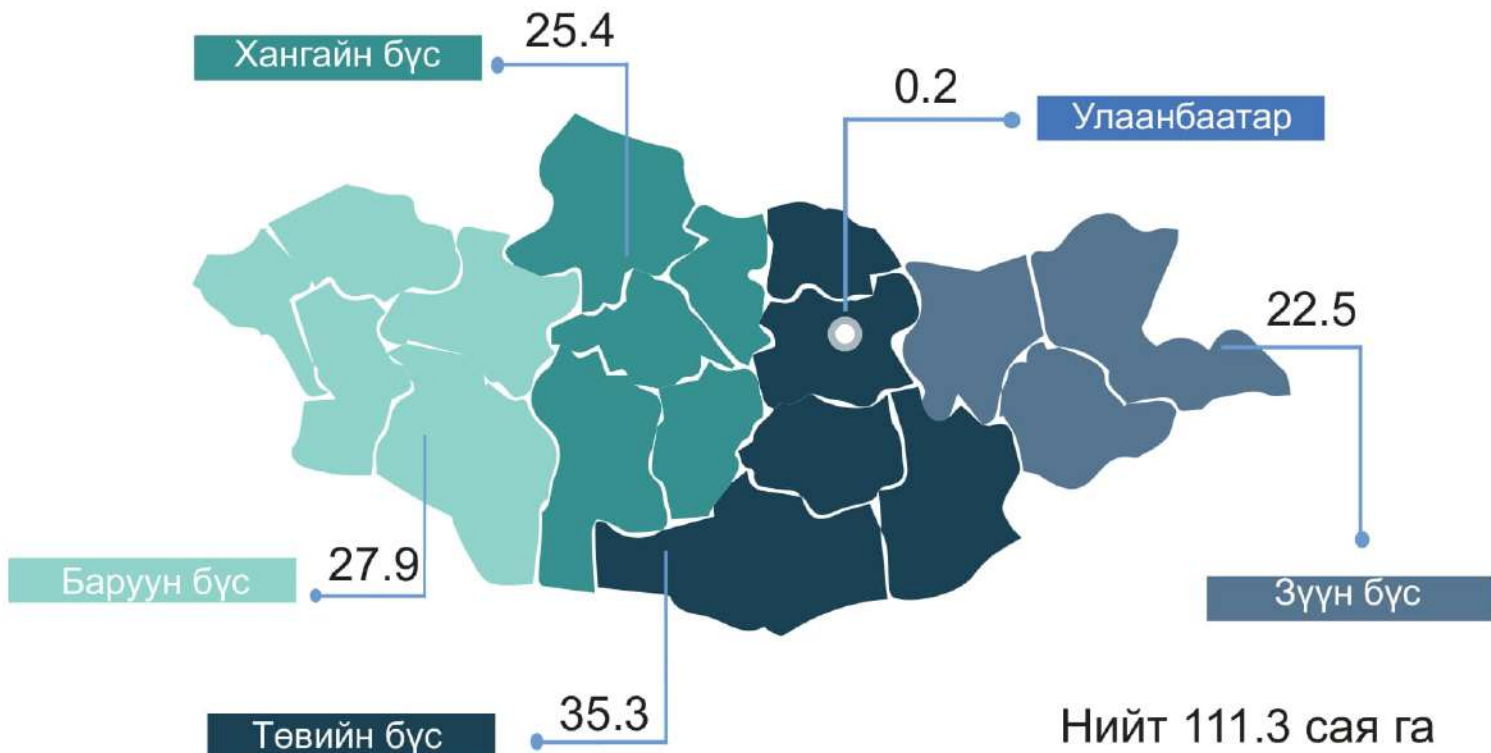 Хангайн бүс
25.4
0.2
Улаанбаатар
22.5
Баруун бүс
27.9
Зүүн бүс
Төвийн бүс
35.3
Нийт 111.3 сая га